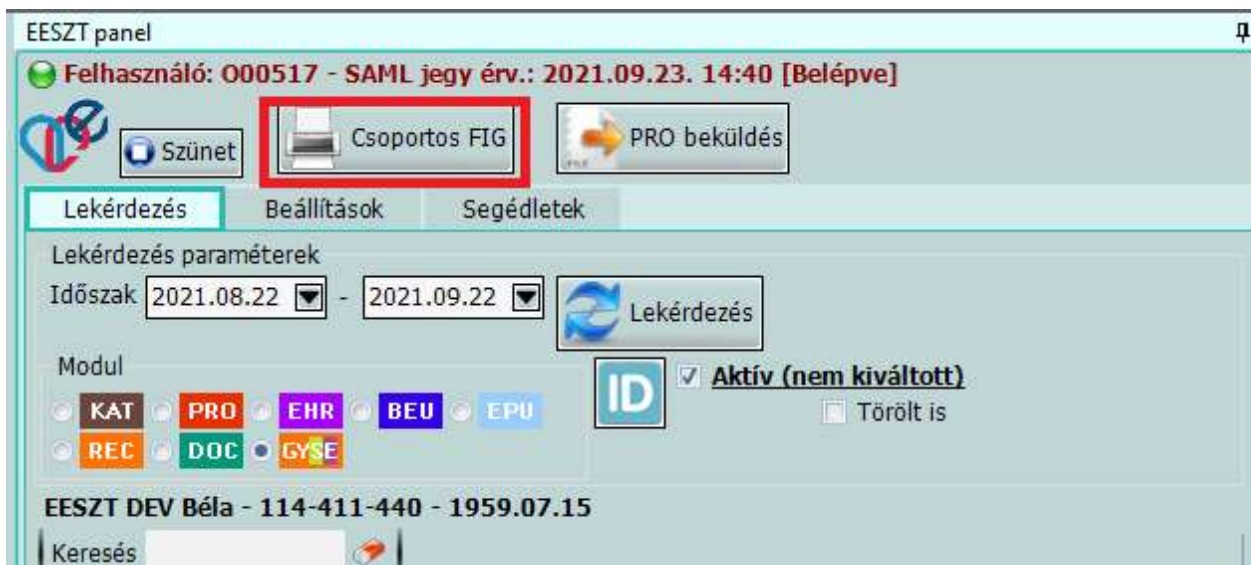 EESZT panel
Felhasználó: O00517 - SAML jegy érv.: 2021.09.23. 14:40 [Belépve]
Szünet
Csoportos FIG
PRO beküldés
Lekérdezés
Beállítások
Segédletek
Lekérdezés paraméterek
Időszak 2021.08.22 - 2021.09.22
Lekérdezés
Modul
KAT PRO EHR BEU EPU
REC DOC GYSE
ID
Aktív (nem kiváltott)
Törölt is
EESZT DEV Béla - 114-411-440 - 1959.07.15
Keresés